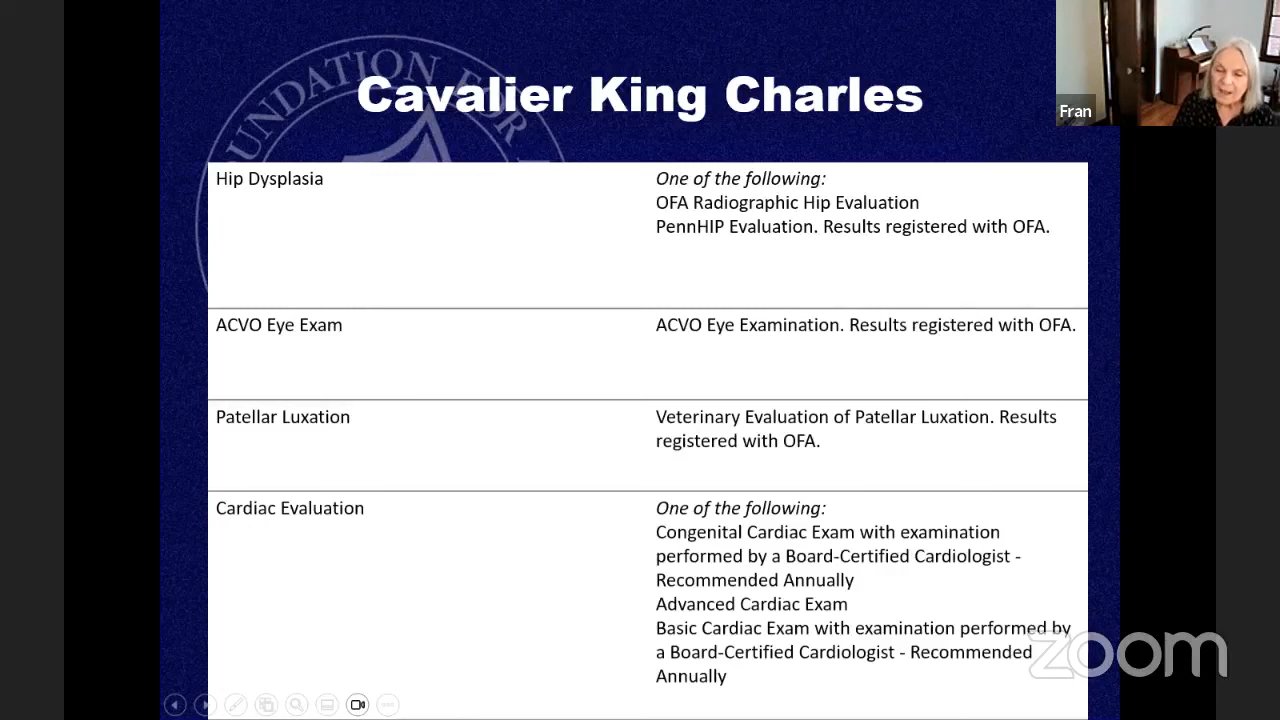 FOUNDATION FOR
Cavalier King Charles
Fran
Hip Dysplasia
One of the following:
OFA Radiographic Hip Evaluation
PennHIP Evaluation. Results registered with OFA.
ACVO Eye Exam
ACVO Eye Examination. Results registered with OFA.
Patellar Luxation
Veterinary Evaluation of Patellar Luxation. Results
registered with OFA.
Cardiac Evaluation
One of the following:
Congenital Cardiac Exam with examination
performed by a Board-Certified Cardiologist -
Recommended Annually
Advanced Cardiac Exam
Basic Cardiac Exam with examination performed by
a Board-Certified Cardiologist - Recommended
Annually
zoom